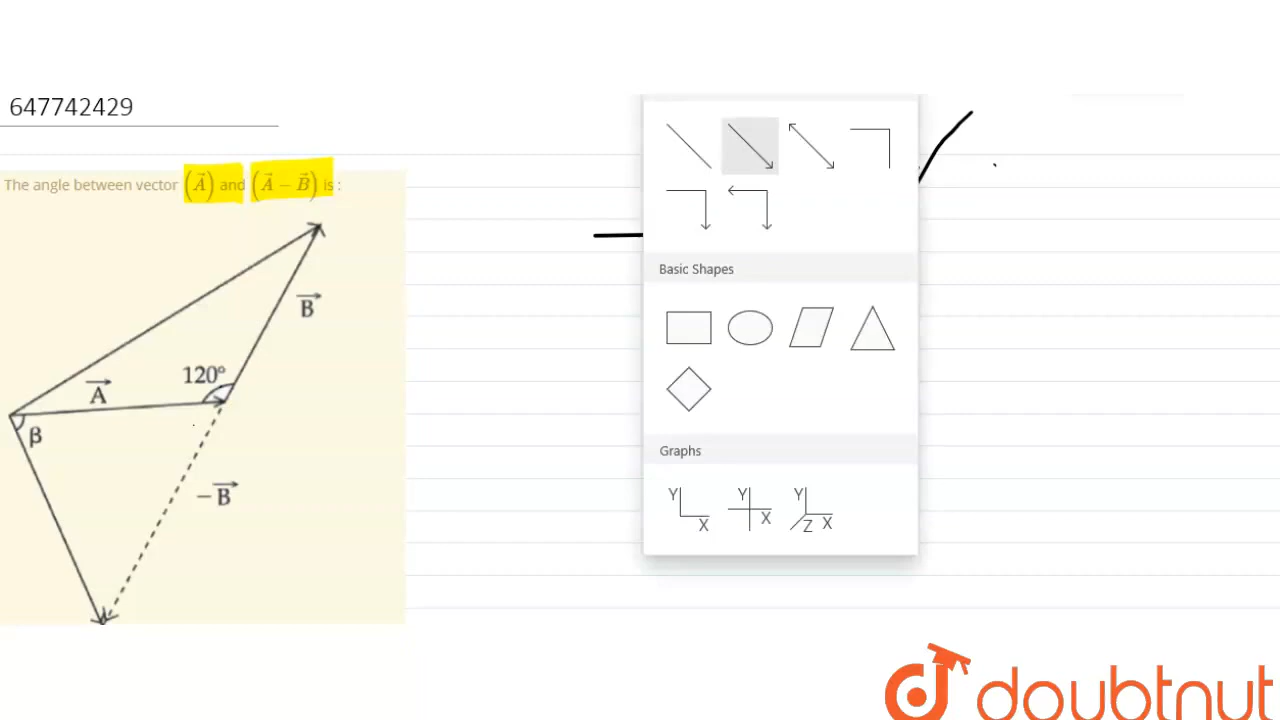 647742429
The angle between vector (A⃗) and (A⃗ − B⃗) is :
B⃗
120°
A⃗
β
−B⃗
Basic Shapes
Graphs
Y X Y X Y Z X
doubtnut